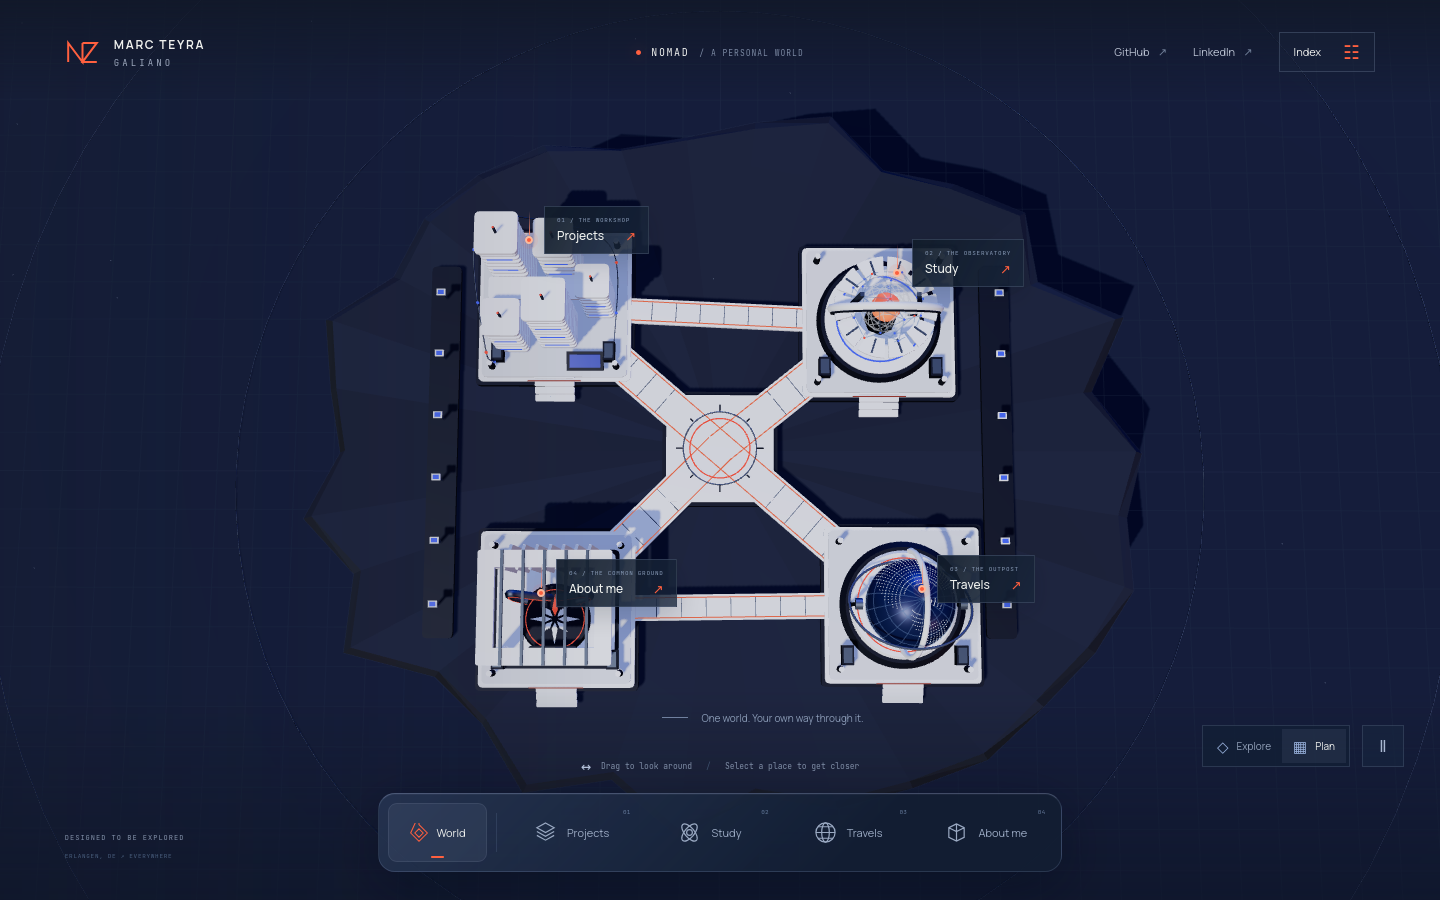 MARC TEYRA
GALIANO
NOMAD / A PERSONAL WORLD
GitHub ↗
LinkedIn ↗
Index
01 / THE WORKSHOP
Projects ↗
02 / THE OBSERVATORY
Study ↗
04 / THE COMMON GROUND
About me ↗
03 / THE OUTPOST
Travels ↗
One world. Your own way through it.
Explore
Plan
Drag to look around / Select a place to get closer
World
01
Projects
02
Study
03
Travels
04
About me
DESIGNED TO BE EXPLORED
ERLANGEN, DE ↗ EVERYWHERE